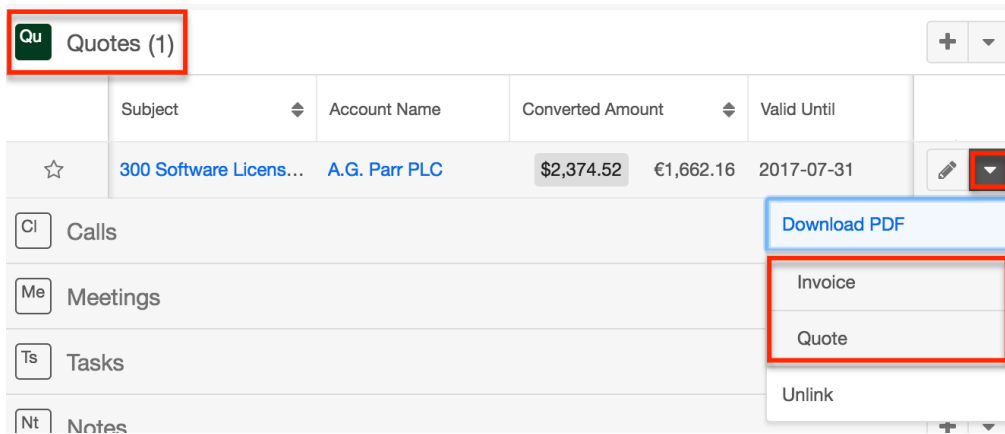 Qu Quotes (1)
Subject Account Name Converted Amount Valid Until
300 Software Licens... A.G. Parr PLC $2,374.52 €1,662.16 2017-07-31
Download PDF
Cl Calls
Invoice
Me Meetings
Quote
Ts Tasks
Unlink
Nt Notes